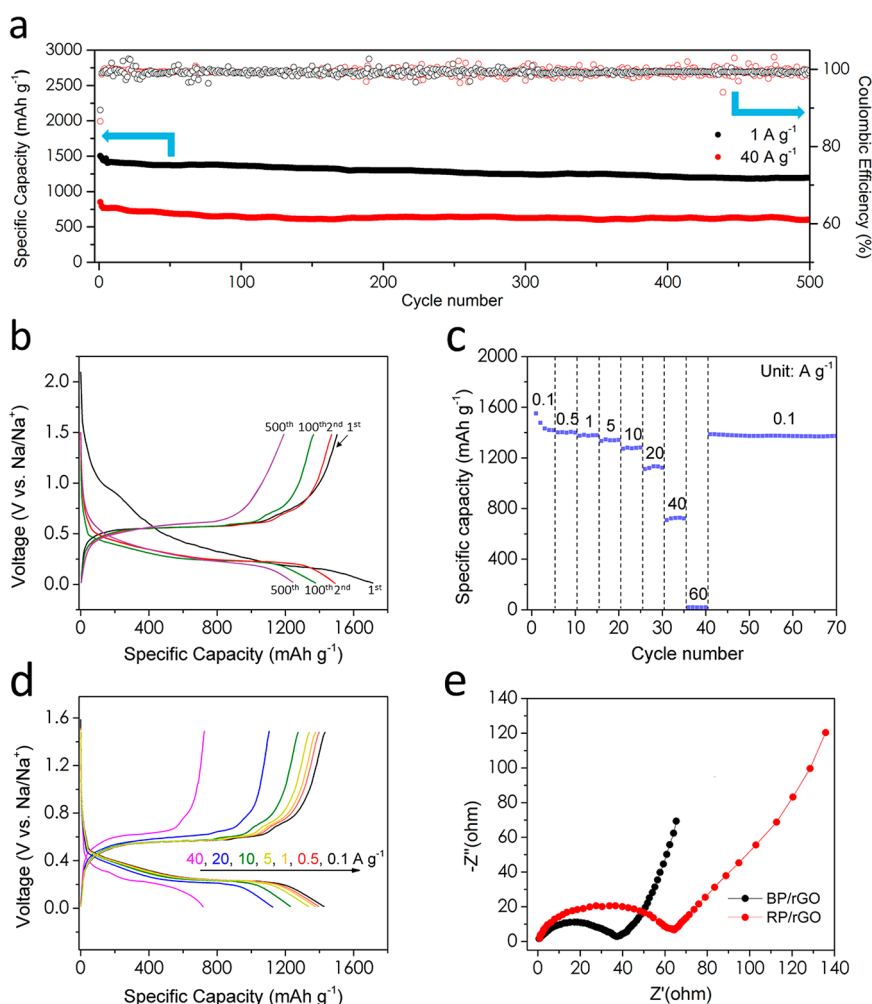 a
3000
2500
2000
1500
1000
500
0
Specific Capacity (mAh g⁻¹)
100
80
60
Coulombic Efficiency (%)
1 A g⁻¹
40 A g⁻¹
0 100 200 300 400 500
Cycle number
b
2.0
1.5
1.0
0.5
0.0
Voltage (V vs. Na/Na⁺)
500ᵗʰ 100ᵗʰ 2ⁿᵈ 1ˢᵗ
500ᵗʰ 100ᵗʰ 2ⁿᵈ 1ˢᵗ
0 400 800 1200 1600
Specific Capacity (mAh g⁻¹)
c
2000
1600
1200
800
400
0
Specific capacity (mAh g⁻¹)
Unit: A g⁻¹
0.1 0.5 1 5 10 20 40 60 0.1
0 10 20 30 40 50 60 70
Cycle number
d
1.6
1.2
0.8
0.4
0.0
Voltage (V vs. Na/Na⁺)
40, 20, 10, 5, 1, 0.5, 0.1 A g⁻¹
0 400 800 1200 1600
Specific Capacity (mAh g⁻¹)
e
140
120
100
80
60
40
20
0
-Z''(ohm)
BP/rGO
RP/rGO
0 20 40 60 80 100 120 140
Z'(ohm)